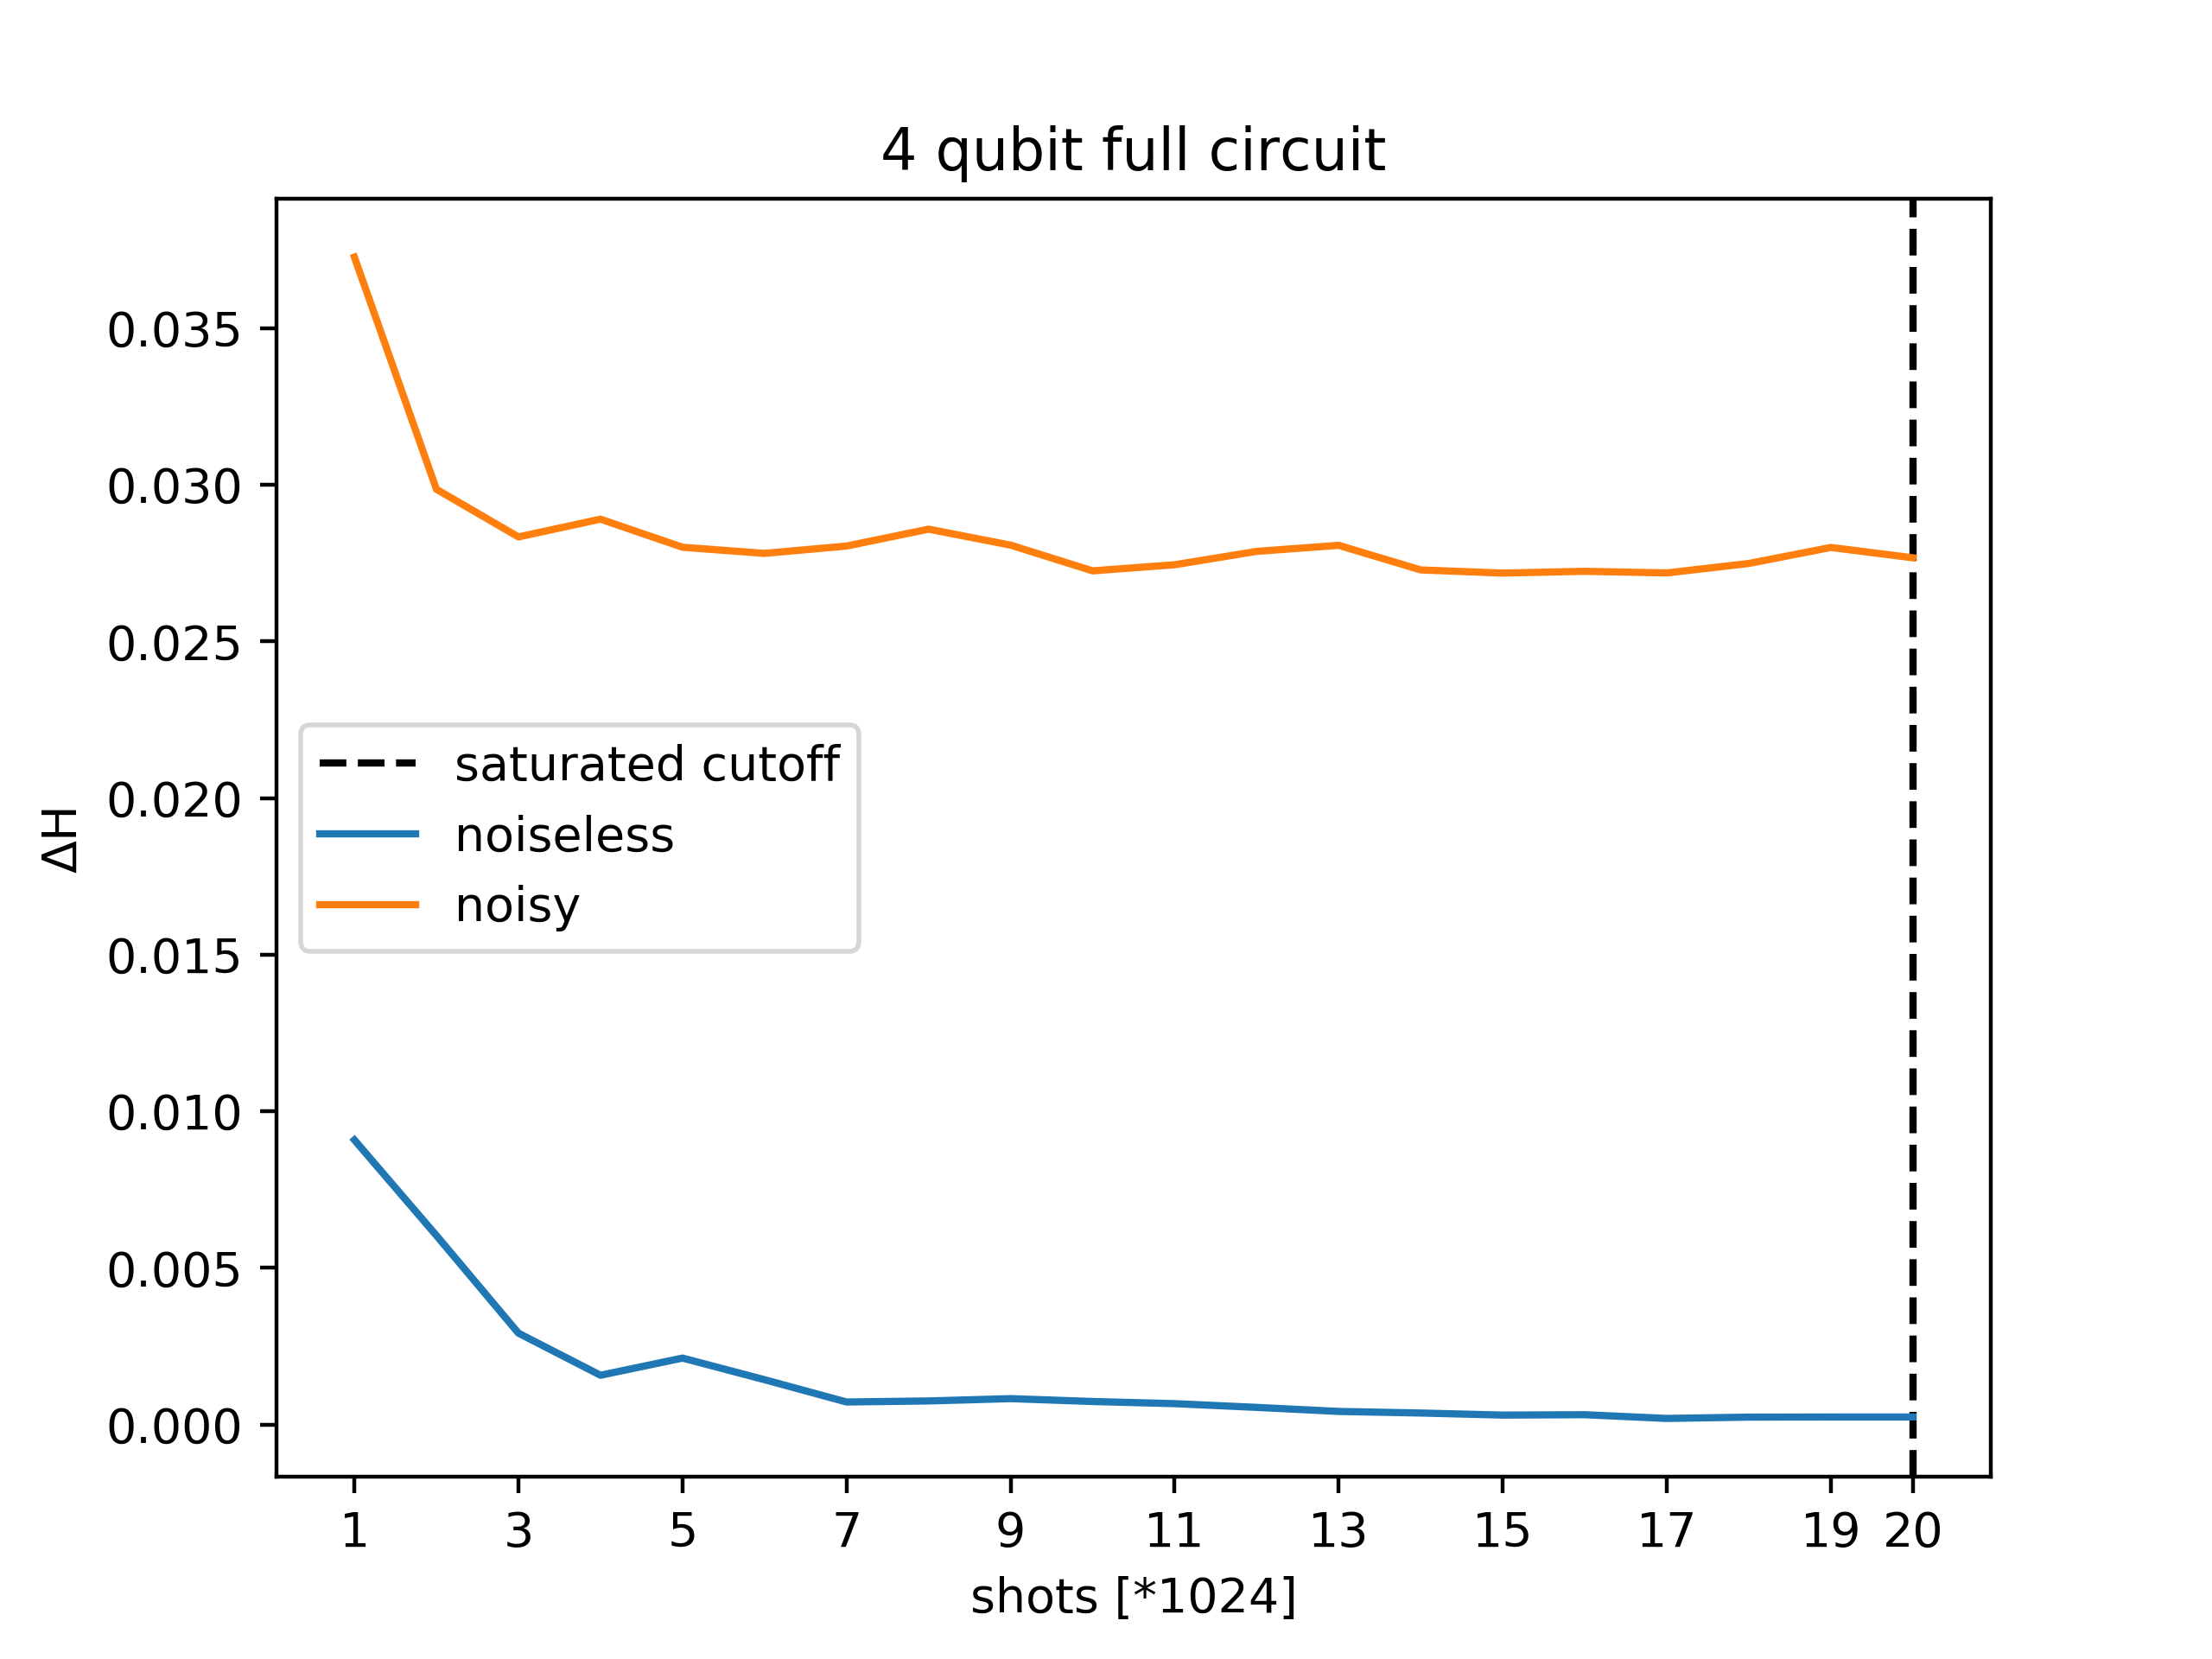 4 qubit full circuit
0.035
0.030
0.025
0.020
0.015
0.010
0.005
0.000
ΔH
saturated cutoff
noiseless
noisy
1 3 5 7 9 11 13 15 17 19 20
shots [*1024]